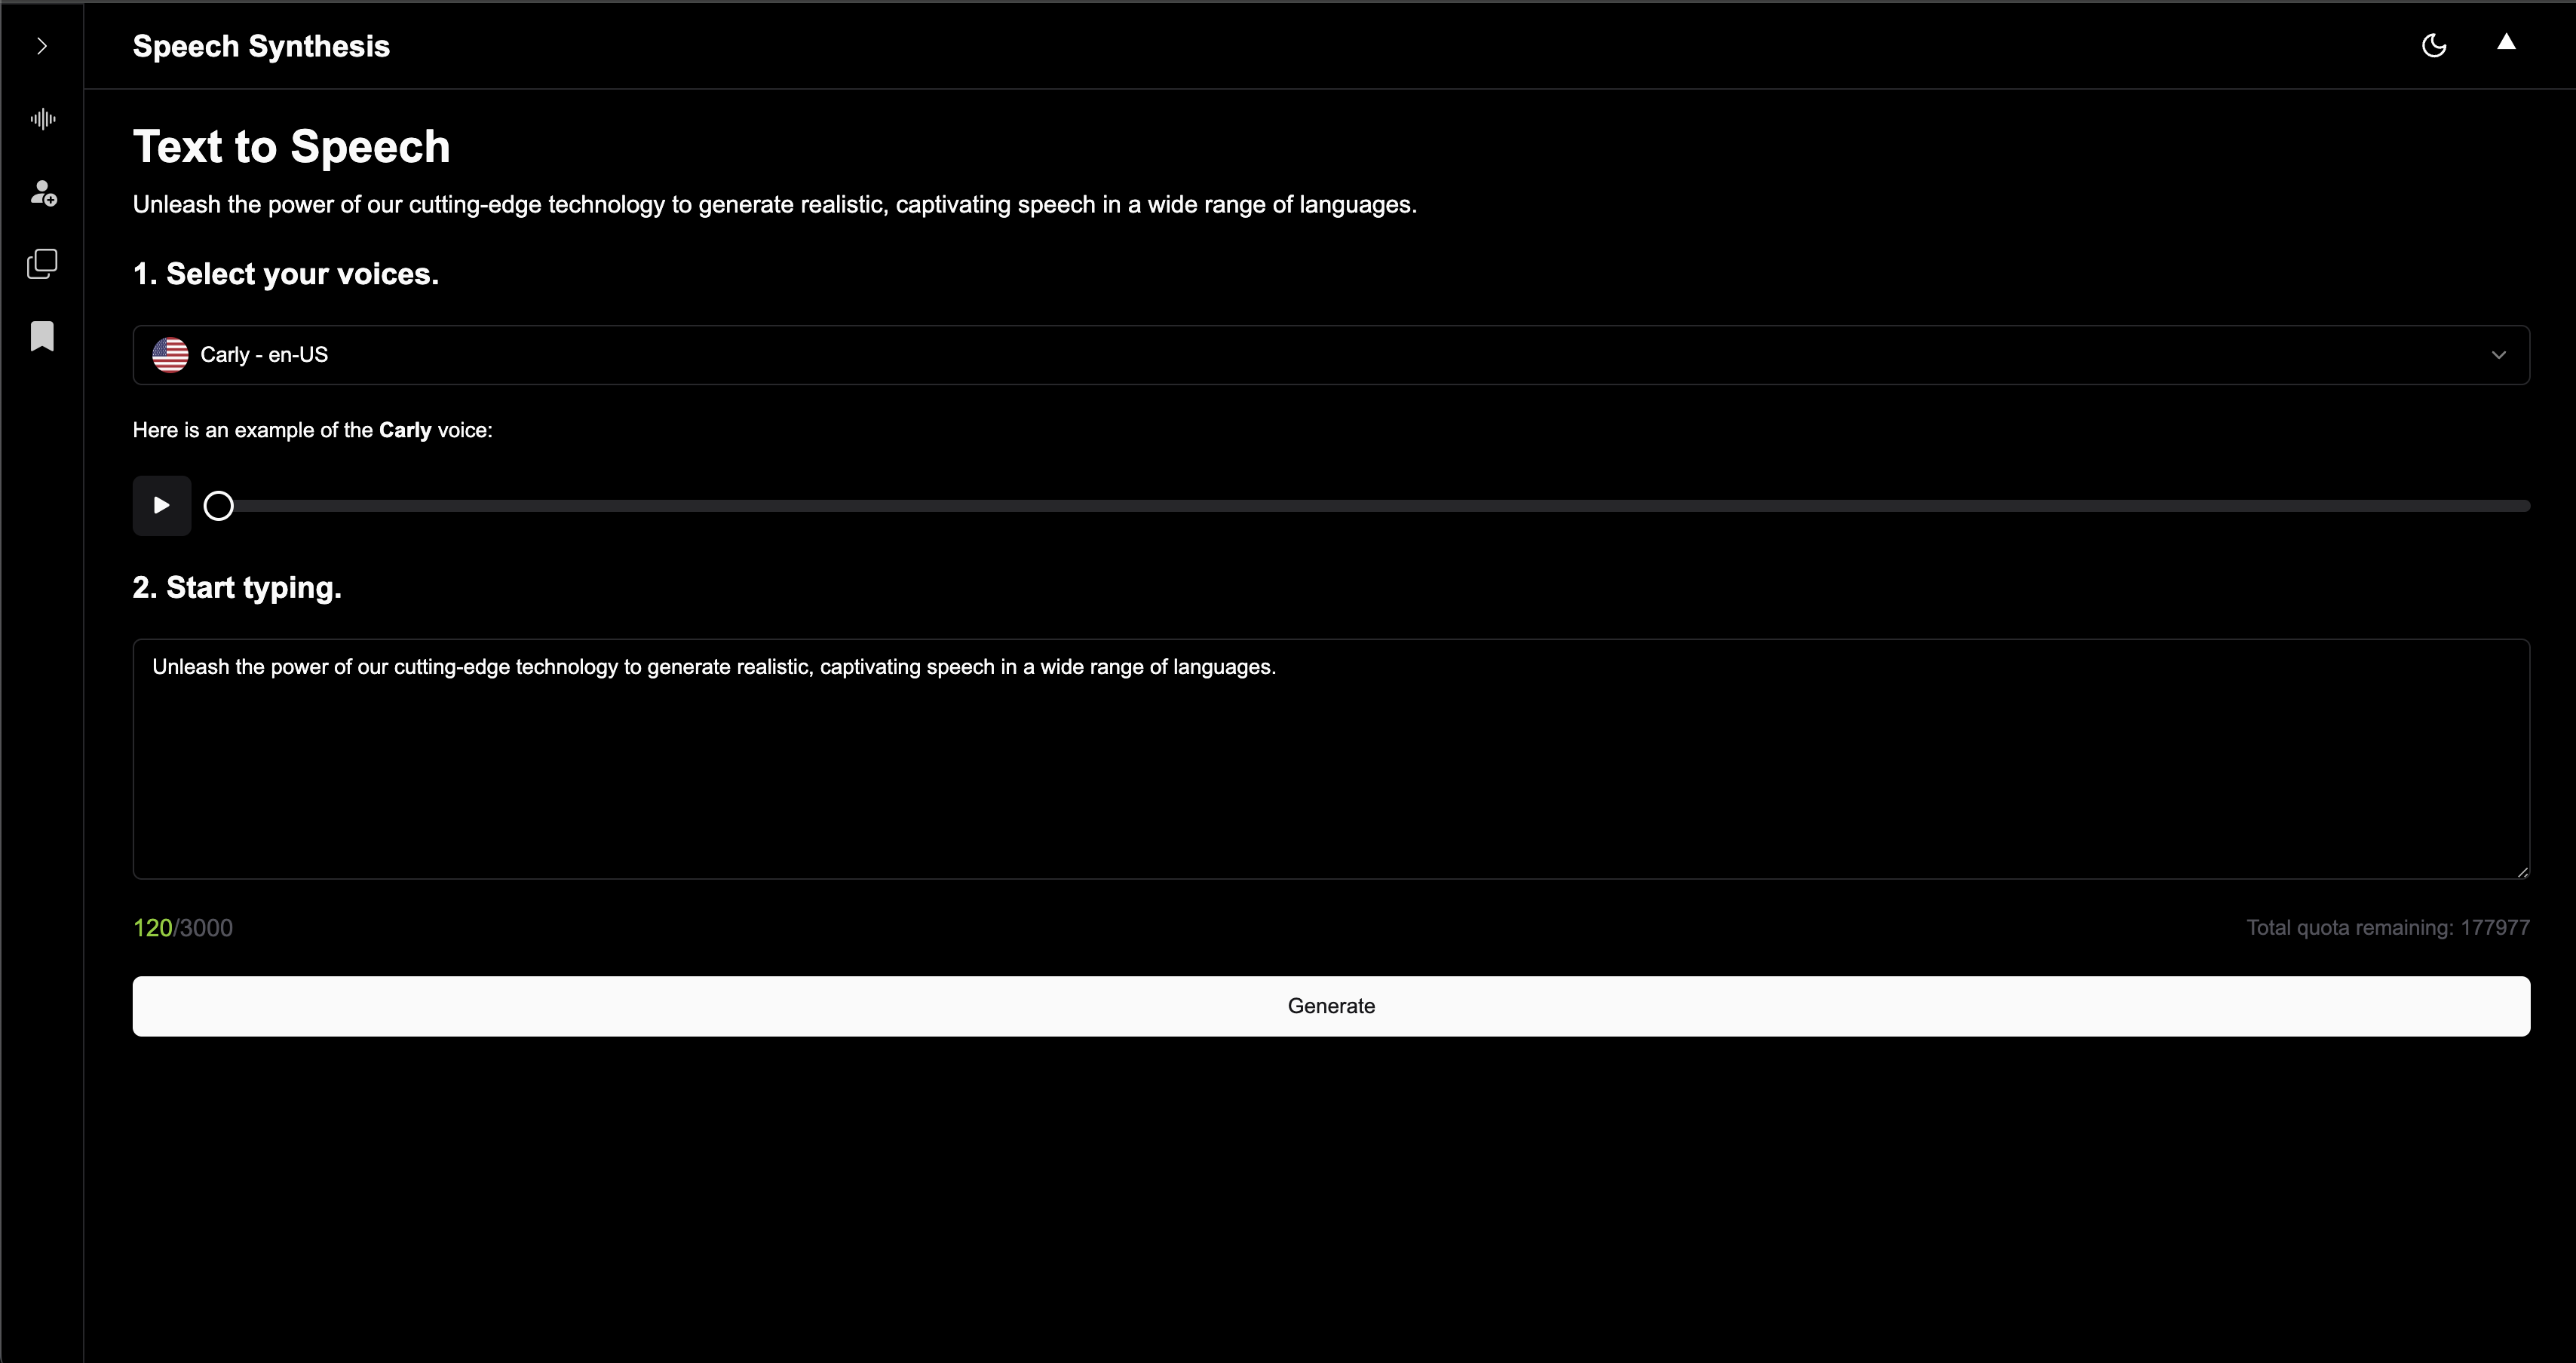 Speech Synthesis
Text to Speech
Unleash the power of our cutting-edge technology to generate realistic, captivating speech in a wide range of languages.
1. Select your voices.
Carly - en-US
Here is an example of the Carly voice:
2. Start typing.
Unleash the power of our cutting-edge technology to generate realistic, captivating speech in a wide range of languages.
120/3000
Total quota remaining: 177977
Generate